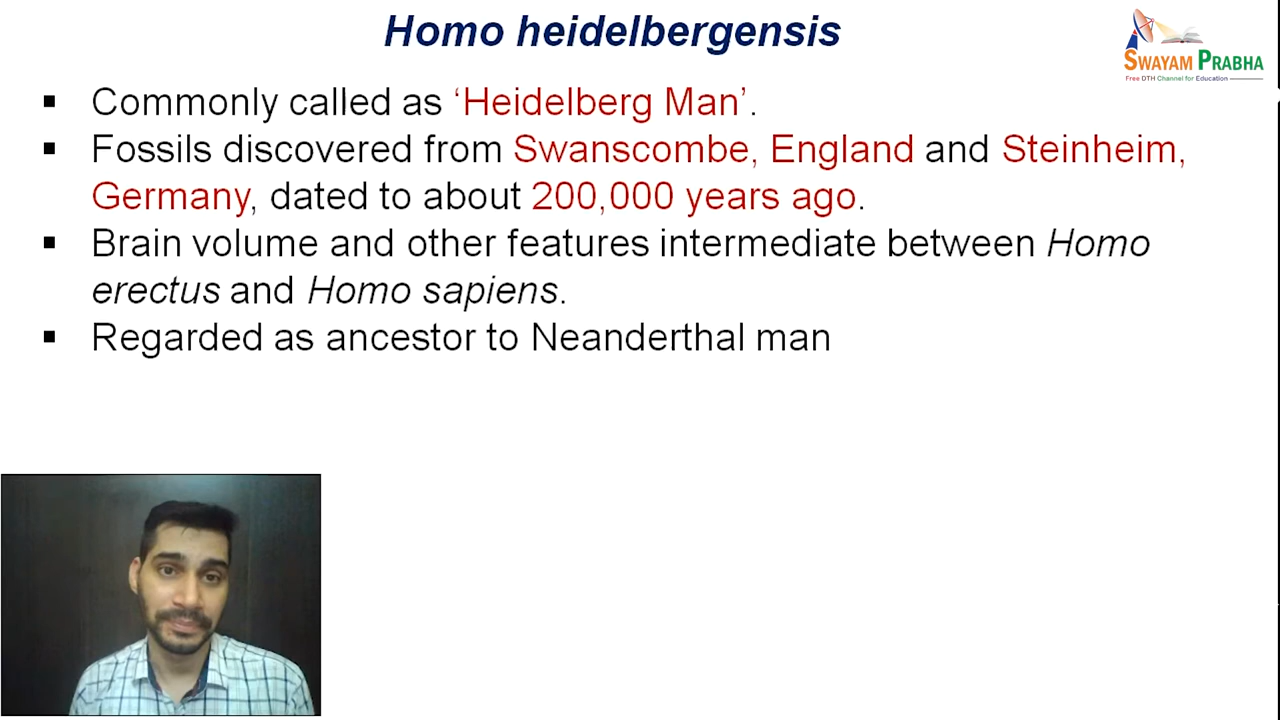 Homo heidelbergensis
SWAYAM PRABHA
Free DTH Channel for Education
▪ Commonly called as ‘Heidelberg Man’.
▪ Fossils discovered from Swanscombe, England and Steinheim,
Germany, dated to about 200,000 years ago.
▪ Brain volume and other features intermediate between Homo
erectus and Homo sapiens.
▪ Regarded as ancestor to Neanderthal man